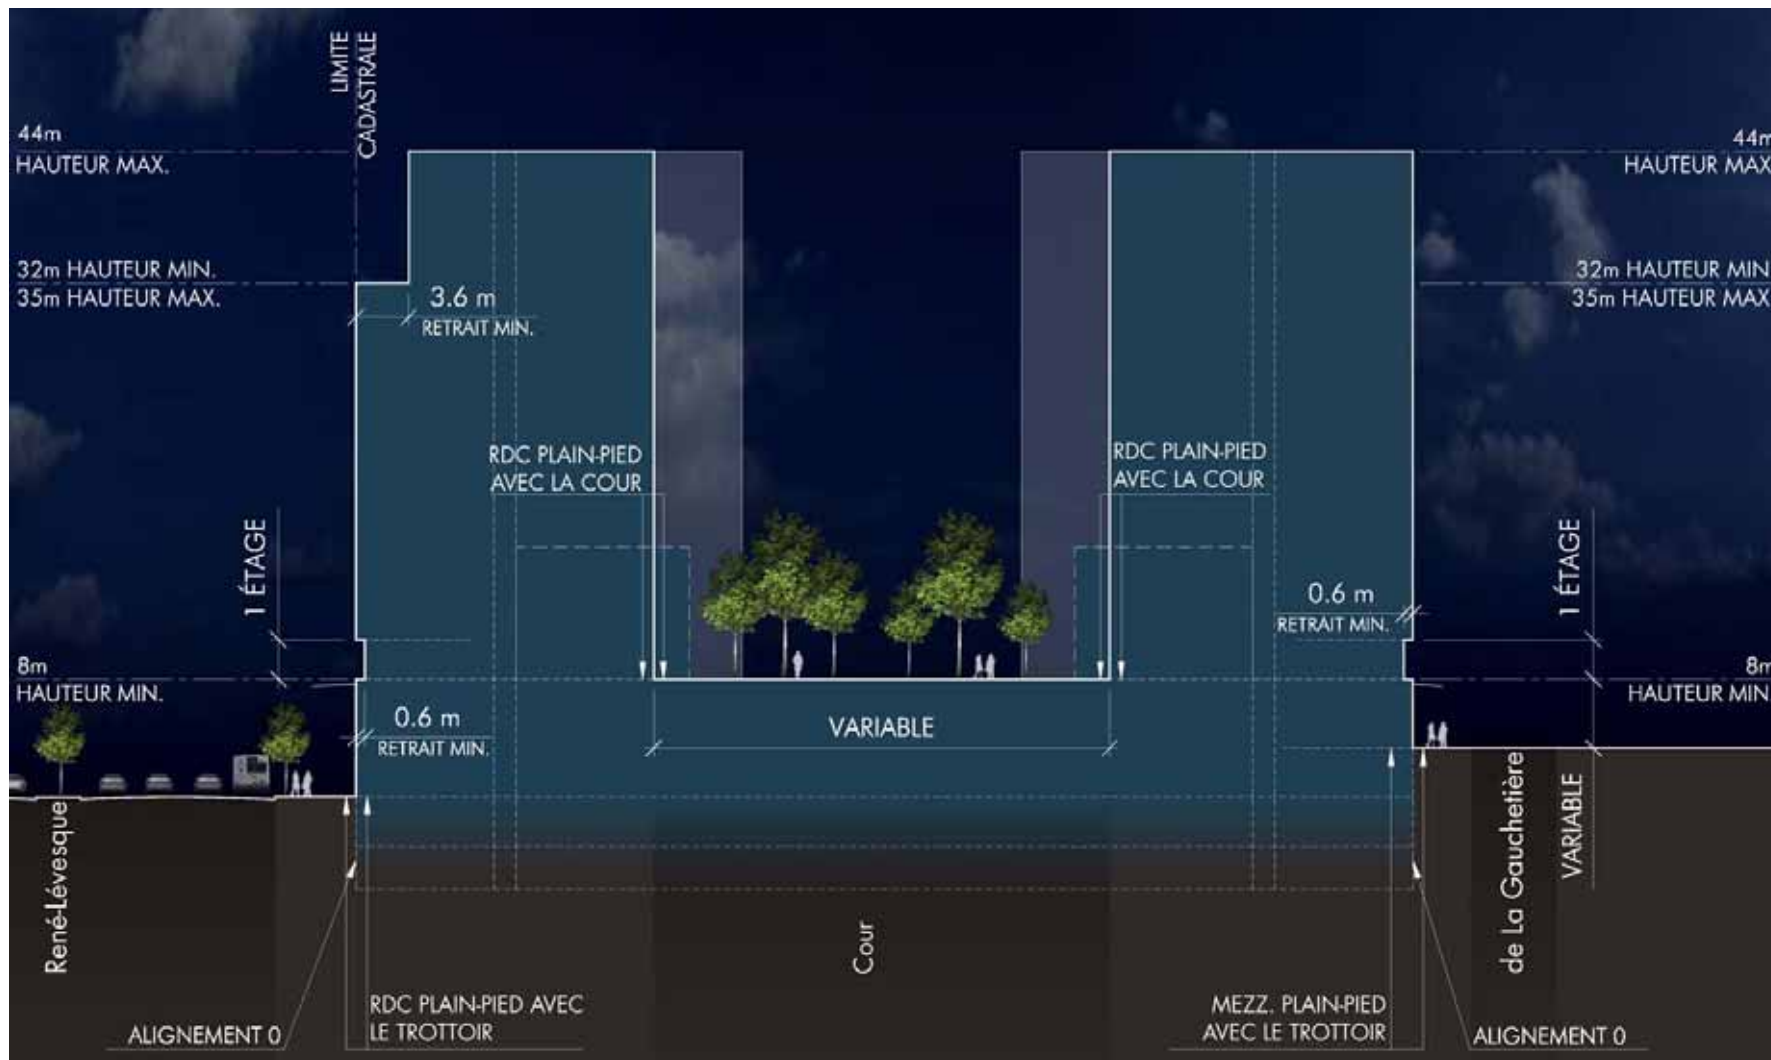 LIMITE
CADASTRALE
44m
HAUTEUR MAX.
44m
HAUTEUR MAX
32m HAUTEUR MIN.
35m HAUTEUR MAX.
32m HAUTEUR MIN
35m HAUTEUR MAX
3.6 m
RETRAIT MIN.
RDC PLAIN-PIED
AVEC LA COUR
RDC PLAIN-PIED
AVEC LA COUR
1 ÉTAGE
1 ÉTAGE
0.6 m
RETRAIT MIN.
8m
HAUTEUR MIN.
8m
HAUTEUR MIN.
0.6 m
RETRAIT MIN.
VARIABLE
VARIABLE
René-Lévesque
Cour
de La Gauchetière
RDC PLAIN-PIED AVEC
LE TROTTOIR
ALIGNEMENT 0
MEZZ. PLAIN-PIED
AVEC LE TROTTOIR
ALIGNEMENT 0